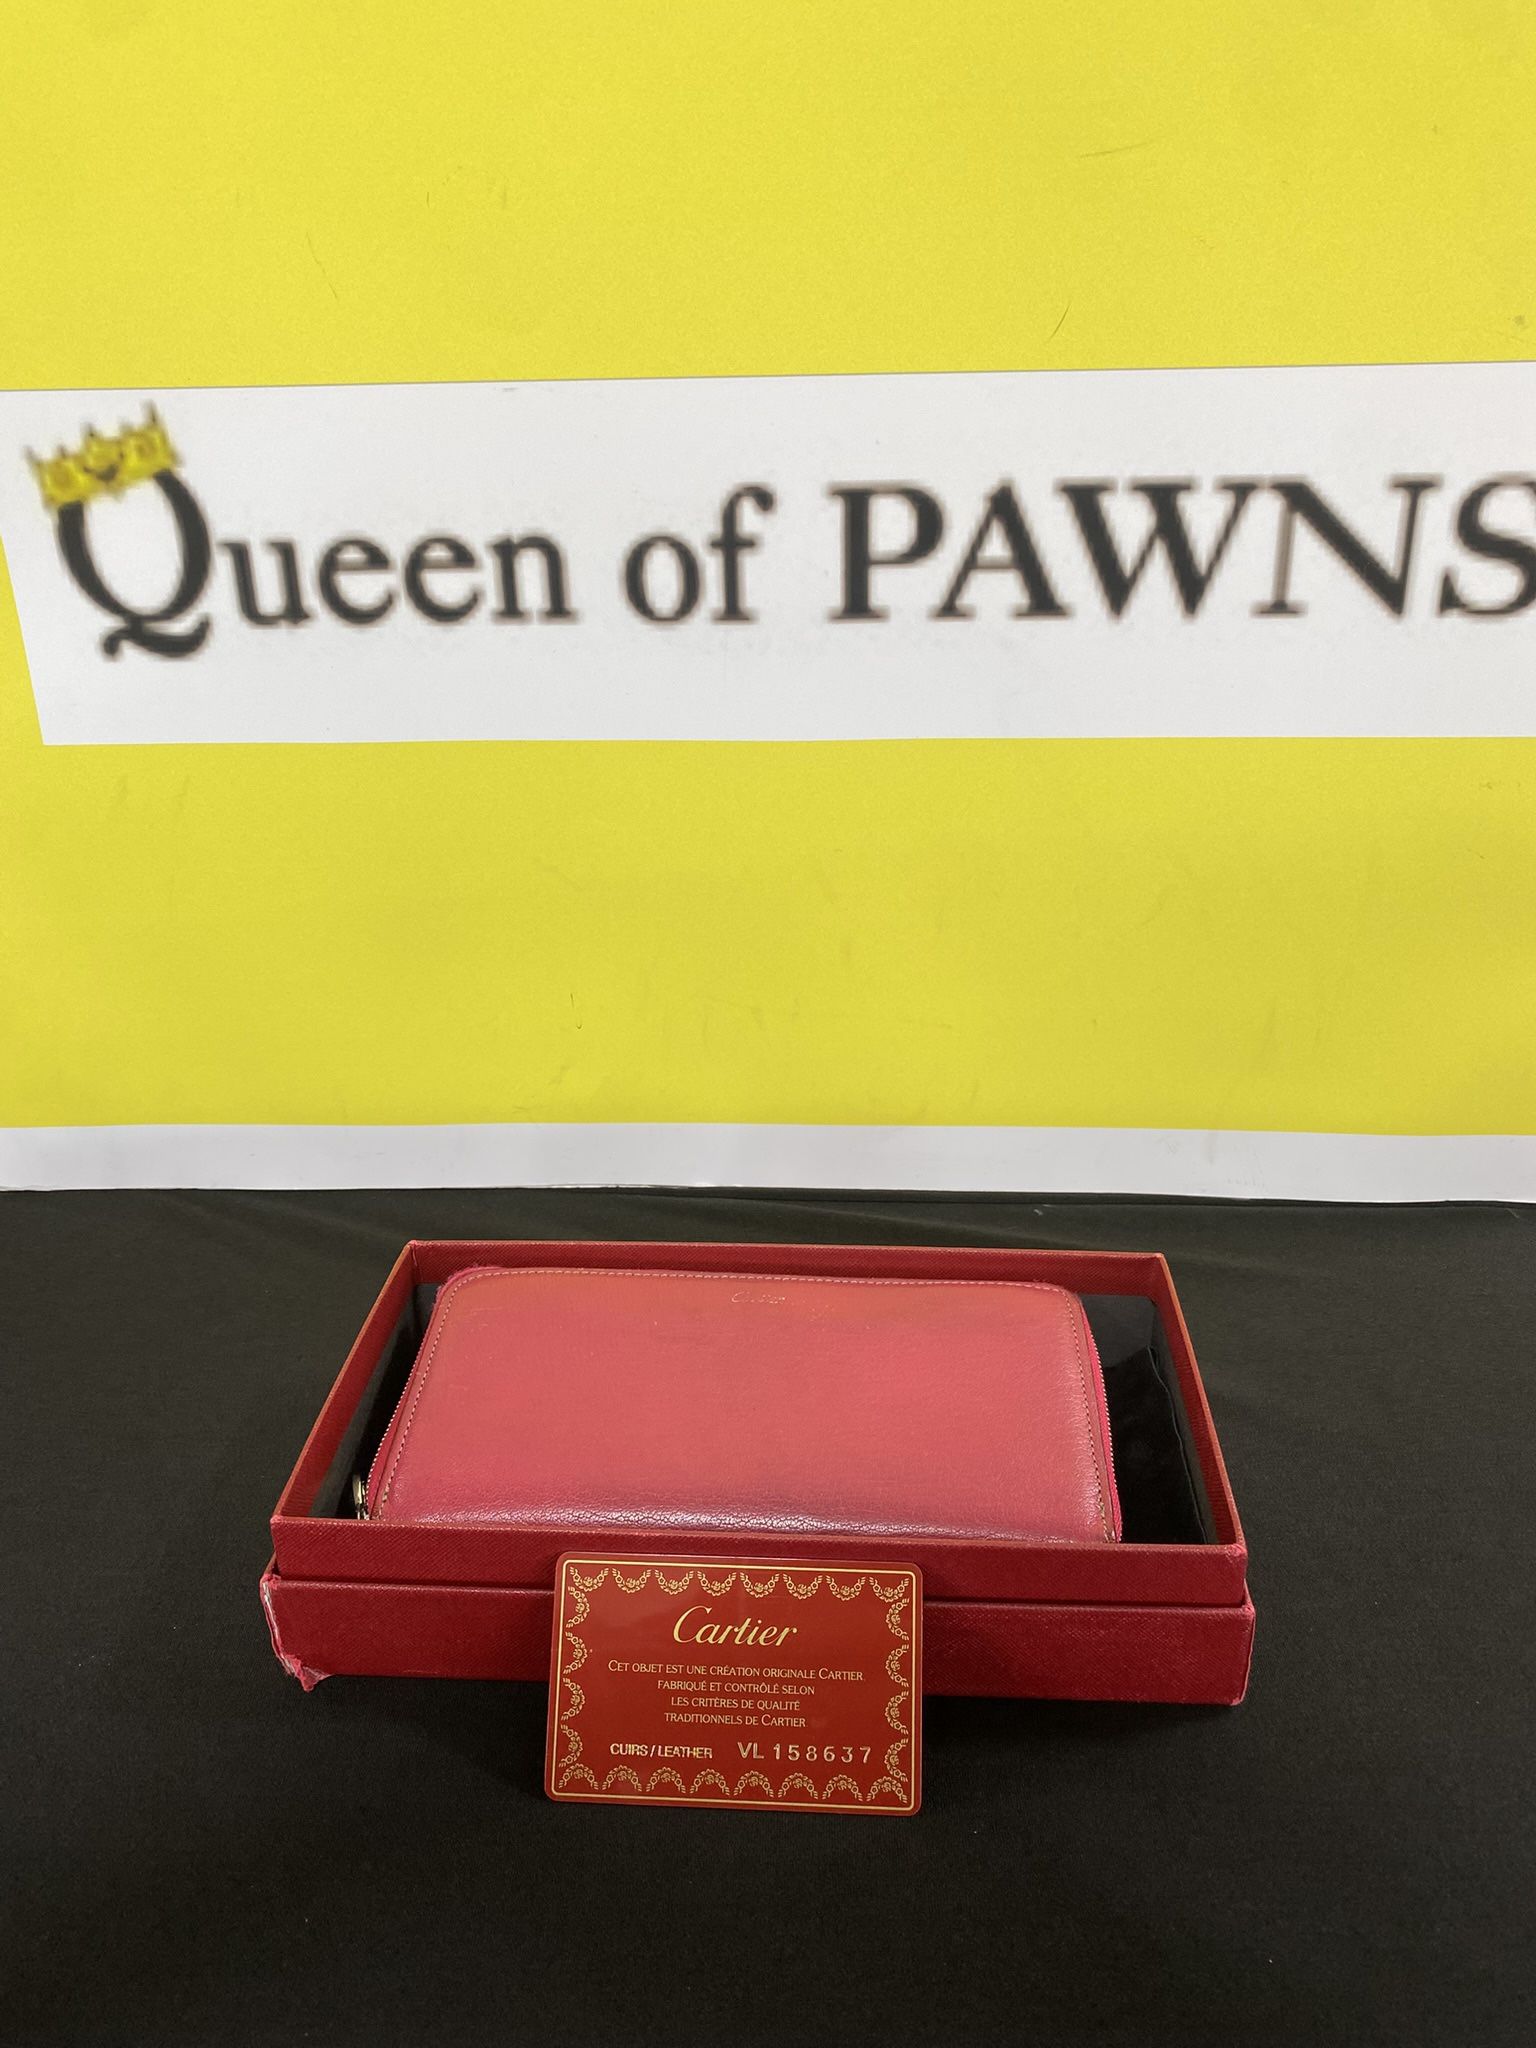 Queen of PAWNS
Cartier
Cartier
CET OBJET EST UNE CRÉATION ORIGINALE CARTIER,
FABRIQUÉ ET CONTRÔLÉ SELON
LES CRITÈRES DE QUALITÉ
TRADITIONNELS DE CARTIER
CUIRS/LEATHER VL 158637